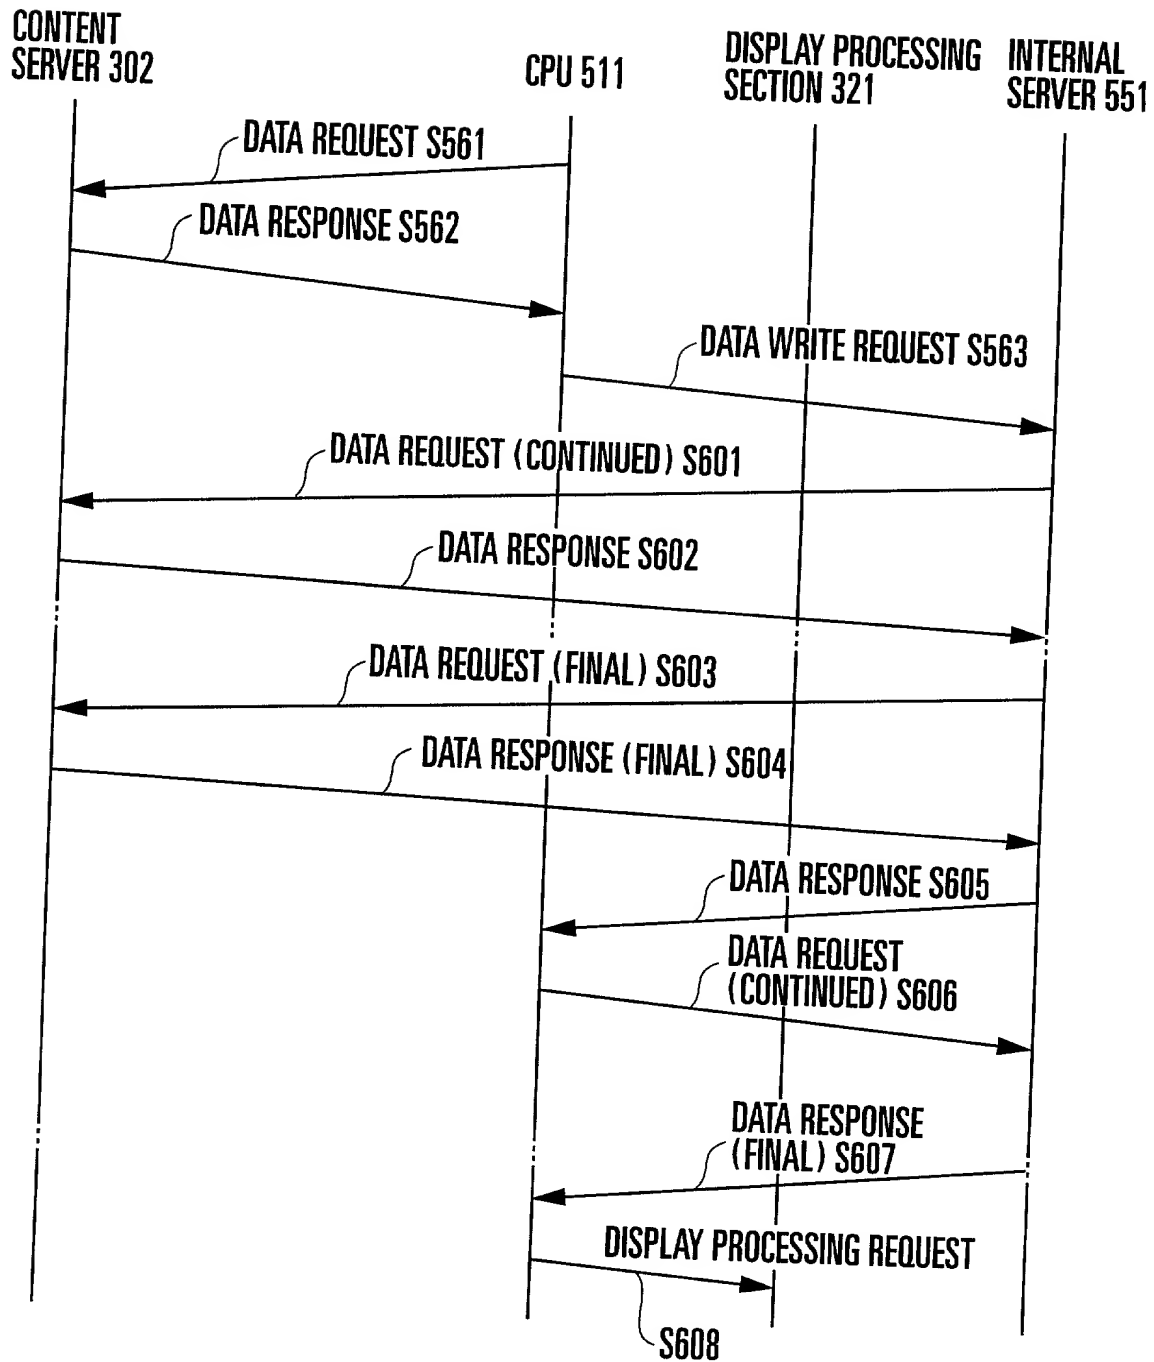 CONTENT
SERVER 302
CPU 511
DISPLAY PROCESSING
SECTION 321
INTERNAL
SERVER 551
DATA REQUEST S561
DATA RESPONSE S562
DATA WRITE REQUEST S563
DATA REQUEST (CONTINUED) S601
DATA RESPONSE S602
DATA REQUEST (FINAL) S603
DATA RESPONSE (FINAL) S604
DATA RESPONSE S605
DATA REQUEST
(CONTINUED) S606
DATA RESPONSE
(FINAL) S607
DISPLAY PROCESSING REQUEST
S608